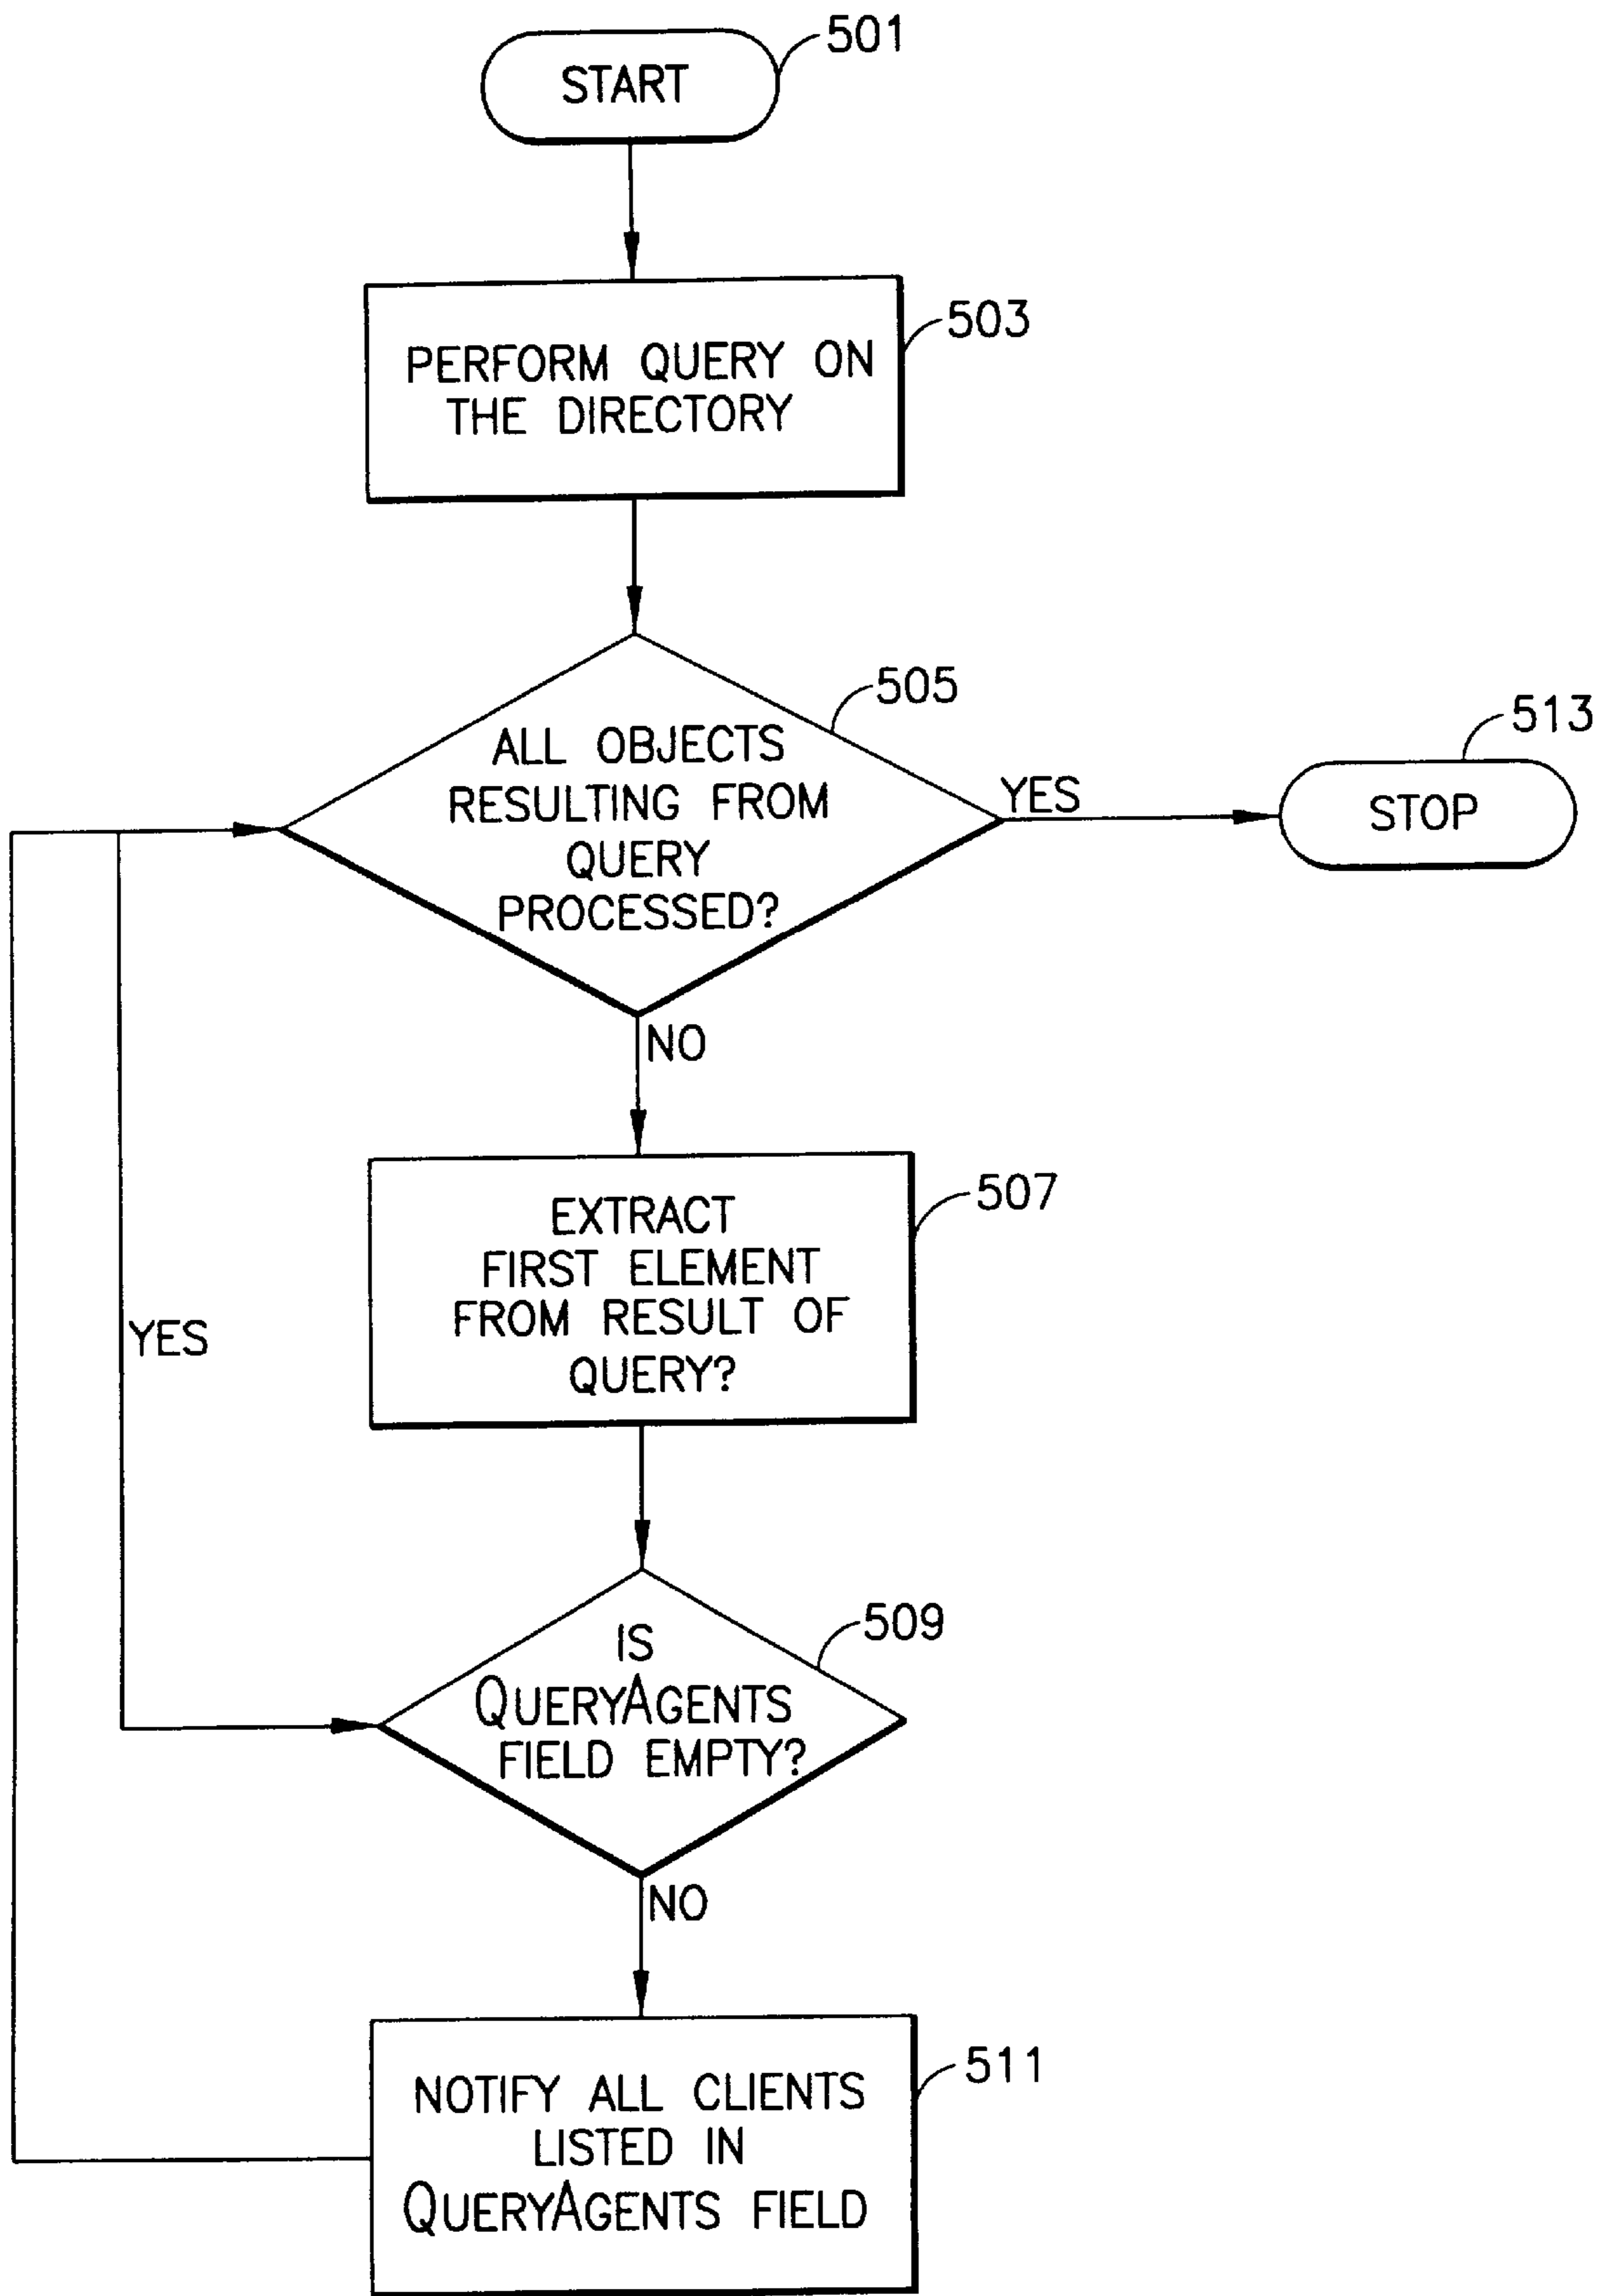 501
START
503
PERFORM QUERY ON
THE DIRECTORY
505
513
ALL OBJECTS
RESULTING FROM
QUERY
PROCESSED?
YES
STOP
NO
507
EXTRACT
FIRST ELEMENT
FROM RESULT OF
QUERY?
YES
509
IS
QUERYAGENTS
FIELD EMPTY?
NO
511
NOTIFY ALL CLIENTS
LISTED IN
QUERYAGENTS FIELD